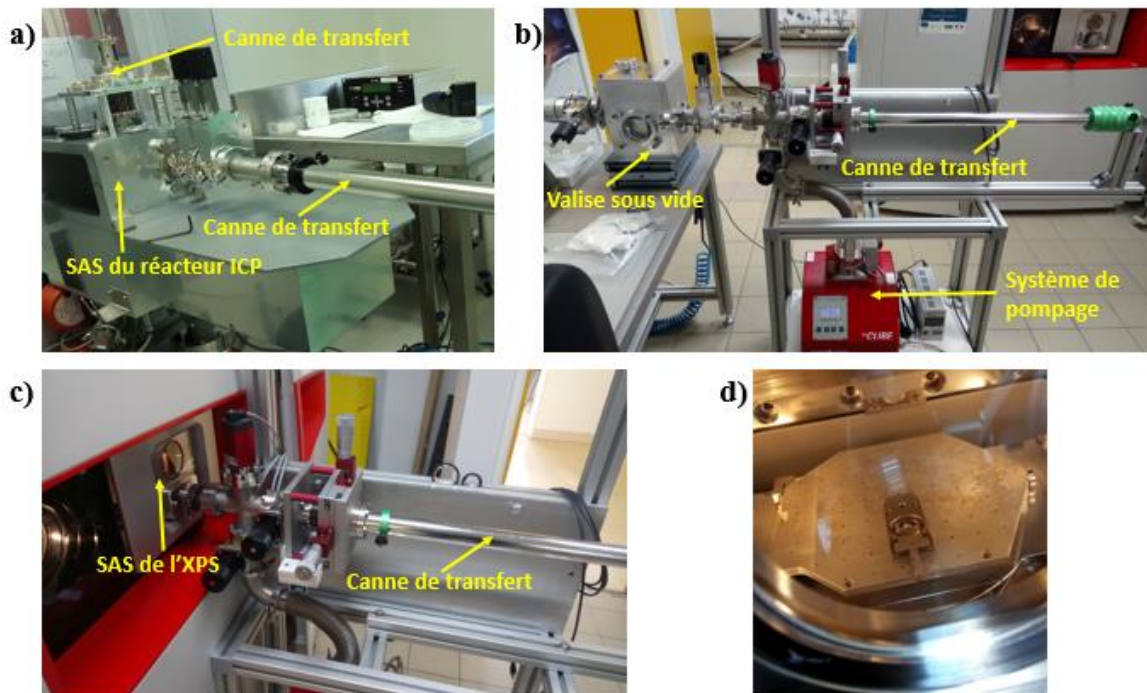 a)
Canne de transfert
Canne de transfert
SAS du réacteur ICP
b)
Canne de transfert
Valise sous vide
Système de
pompage
CUBE
c)
SAS de l'XPS
Canne de transfert
d)